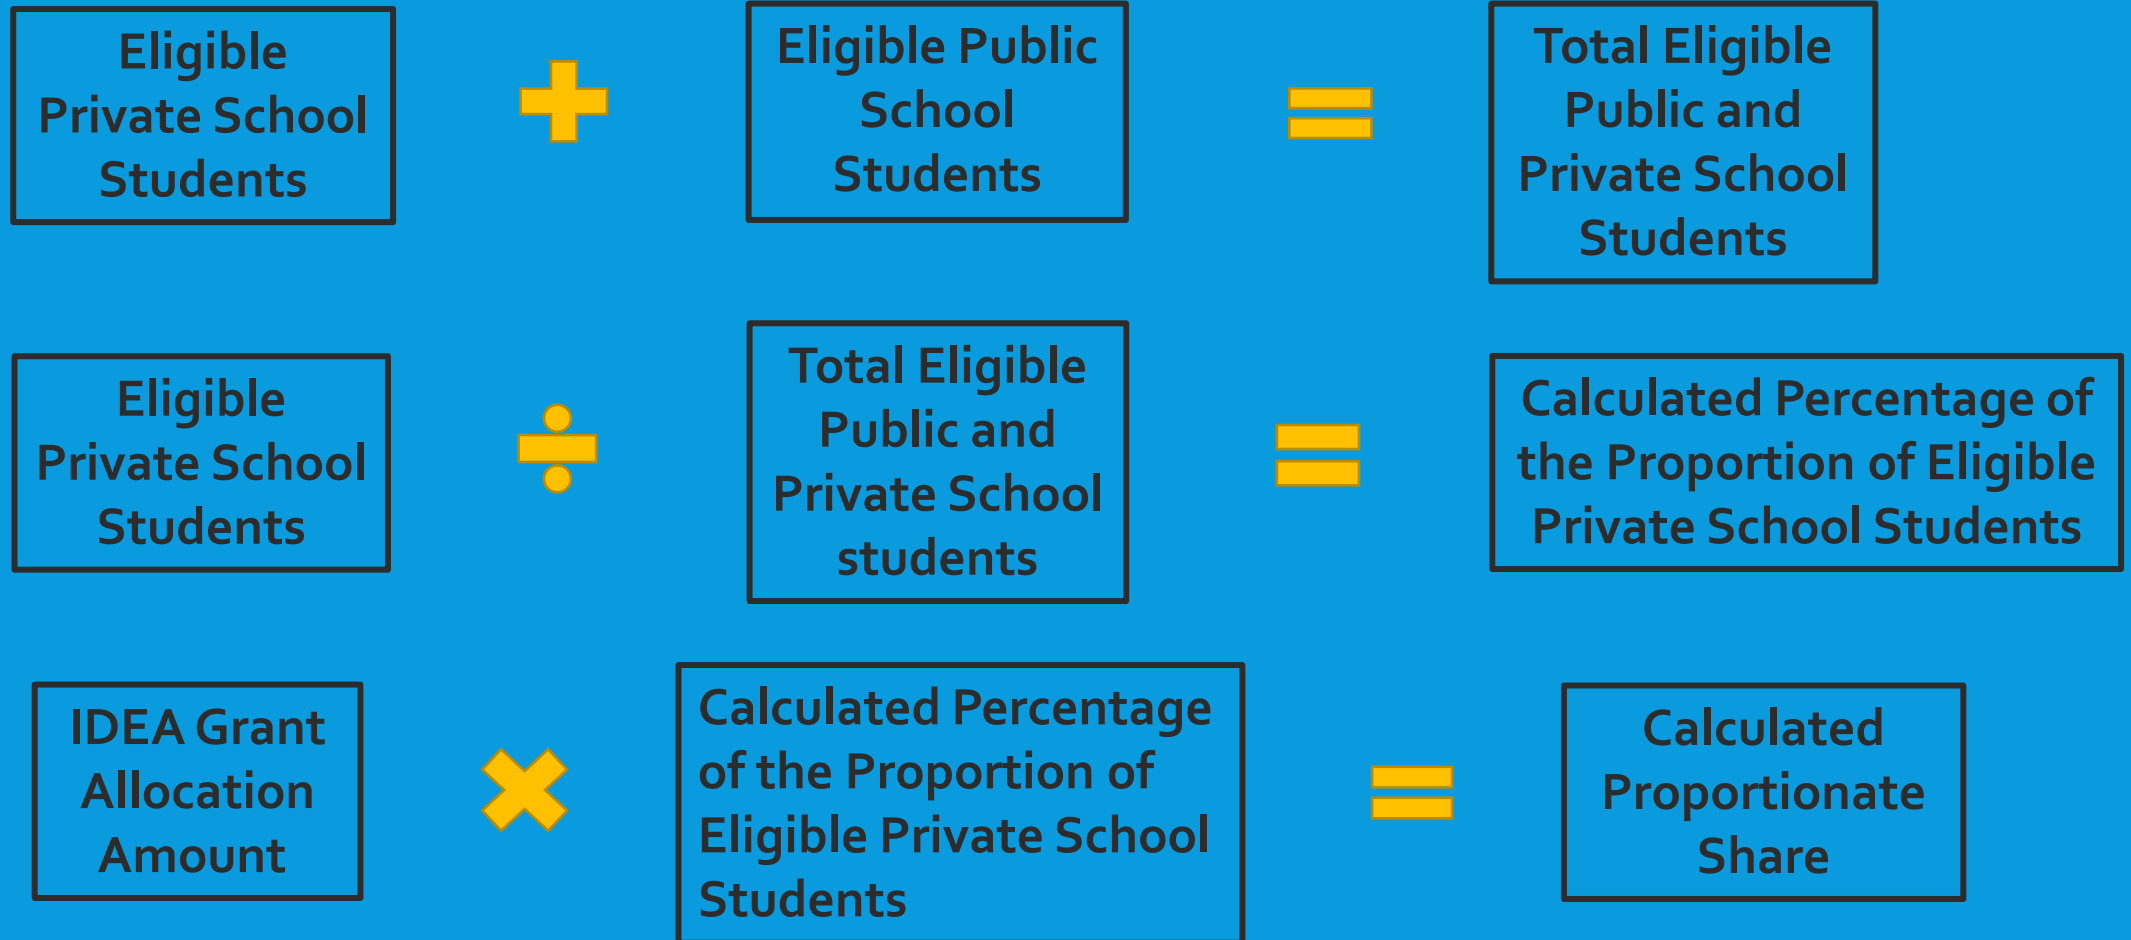 Eligible
Private School
Students
Eligible Public
School
Students
Total Eligible
Public and
Private School
Students
Eligible
Private School
Students
Total Eligible
Public and
Private School
students
Calculated Percentage of
the Proportion of Eligible
Private School Students
IDEA Grant
Allocation
Amount
Calculated Percentage
of the Proportion of
Eligible Private School
Students
Calculated
Proportionate
Share